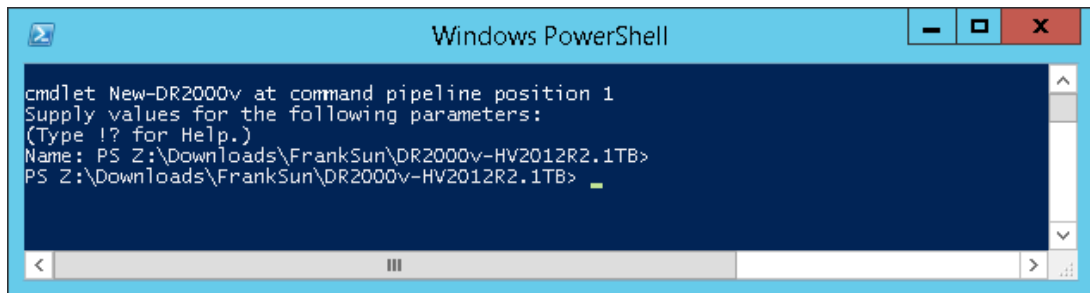 Windows PowerShell
cmdlet New-DR2000v at command pipeline position 1
Supply values for the following parameters:
(Type !? for Help.)
Name: PS Z:\Downloads\FrankSun\DR2000v-HV2012R2.1TB>
PS Z:\Downloads\FrankSun\DR2000v-HV2012R2.1TB> _